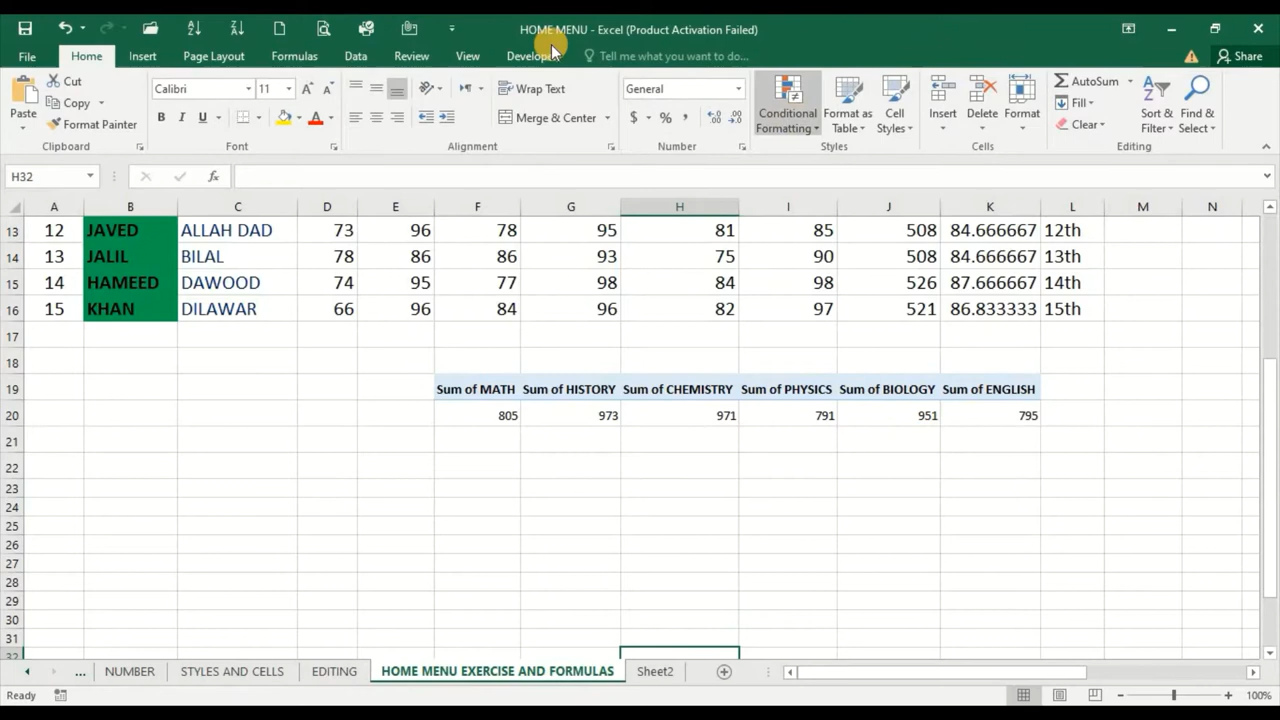 HOME MENU - Excel (Product Activation Failed)
File Home Insert Page Layout Formulas Data Review View Developer Tell me what you want to do... Share
Paste Cut Copy Format Painter
Clipboard
Calibri 11
B I U A
Font
Wrap Text
Merge & Center
Alignment
General
$ % ,
Number
Conditional Formatting Format as Table Cell Styles
Styles
Insert Delete Format
Cells
AutoSum Fill Clear Sort & Filter Find & Select
Editing
H32 fx
A B C D E F G H I J K L M N
13 12 JAVED ALLAH DAD 73 96 78 95 81 85 508 84.666667 12th
14 13 JALIL BILAL 78 86 86 93 75 90 508 84.666667 13th
15 14 HAMEED DAWOOD 74 95 77 98 84 98 526 87.666667 14th
16 15 KHAN DILAWAR 66 96 84 96 82 97 521 86.833333 15th
17
18
19 Sum of MATH Sum of HISTORY Sum of CHEMISTRY Sum of PHYSICS Sum of BIOLOGY Sum of ENGLISH
20 805 973 971 791 951 795
21
22
23
24
25
26
27
28
29
30
31
32
... NUMBER STYLES AND CELLS EDITING HOME MENU EXERCISE AND FORMULAS Sheet2
Ready 100%